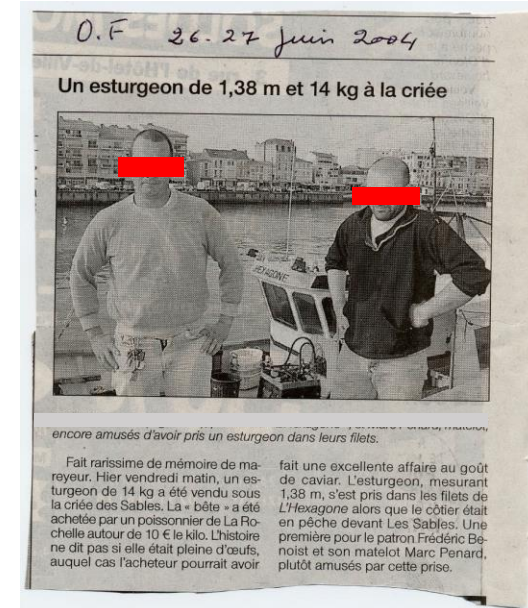 O.F 26-27 juin 2004
Un esturgeon de 1,38 m et 14 kg à la criée
HEXAGONE
Marc Penard, matelot,
encore amusés d'avoir pris un esturgeon dans leurs filets.
Fait rarissime de mémoire de ma-
reyeur. Hier vendredi matin, un es-
turgeon de 14 kg a été vendu sous
la criée des Sables. La « bête » a été
achetée par un poissonnier de La Ro-
chelle autour de 10 € le kilo. L'histoire
ne dit pas si elle était pleine d'œufs,
auquel cas l'acheteur pourrait avoir
fait une excellente affaire au goût
de caviar. L'esturgeon, mesurant
1,38 m, s'est pris dans les filets de
L'Hexagone alors que le côtier était
en pêche devant Les Sables. Une
première pour le patron Frédéric Be-
noist et son matelot Marc Penard,
plutôt amusés par cette prise.